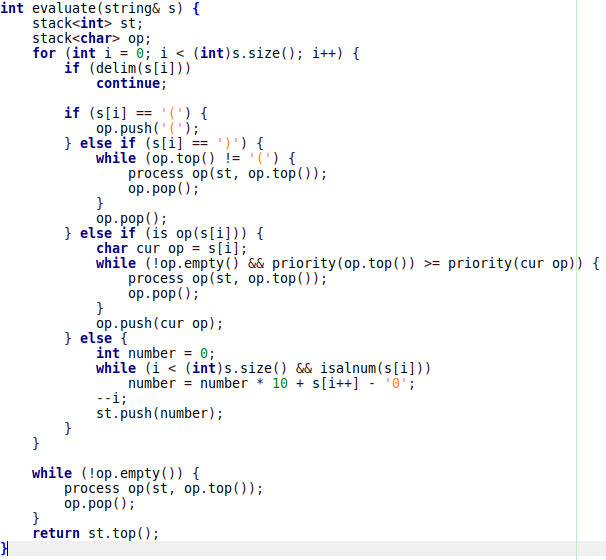 int evaluate(string& s) {
    stack<int> st;
    stack<char> op;
    for (int i = 0; i < (int)s.size(); i++) {
        if (delim(s[i]))
            continue;

        if (s[i] == '(') {
            op.push('(');
        } else if (s[i] == ')') {
            while (op.top() != '(') {
                process op(st, op.top());
                op.pop();
            }
            op.pop();
        } else if (is op(s[i])) {
            char cur op = s[i];
            while (!op.empty() && priority(op.top()) >= priority(cur op)) {
                process op(st, op.top());
                op.pop();
            }
            op.push(cur op);
        } else {
            int number = 0;
            while (i < (int)s.size() && isalnum(s[i]))
                number = number * 10 + s[i++] - '0';
            --i;
            st.push(number);
        }
    }

    while (!op.empty()) {
        process op(st, op.top());
        op.pop();
    }
    return st.top();
}